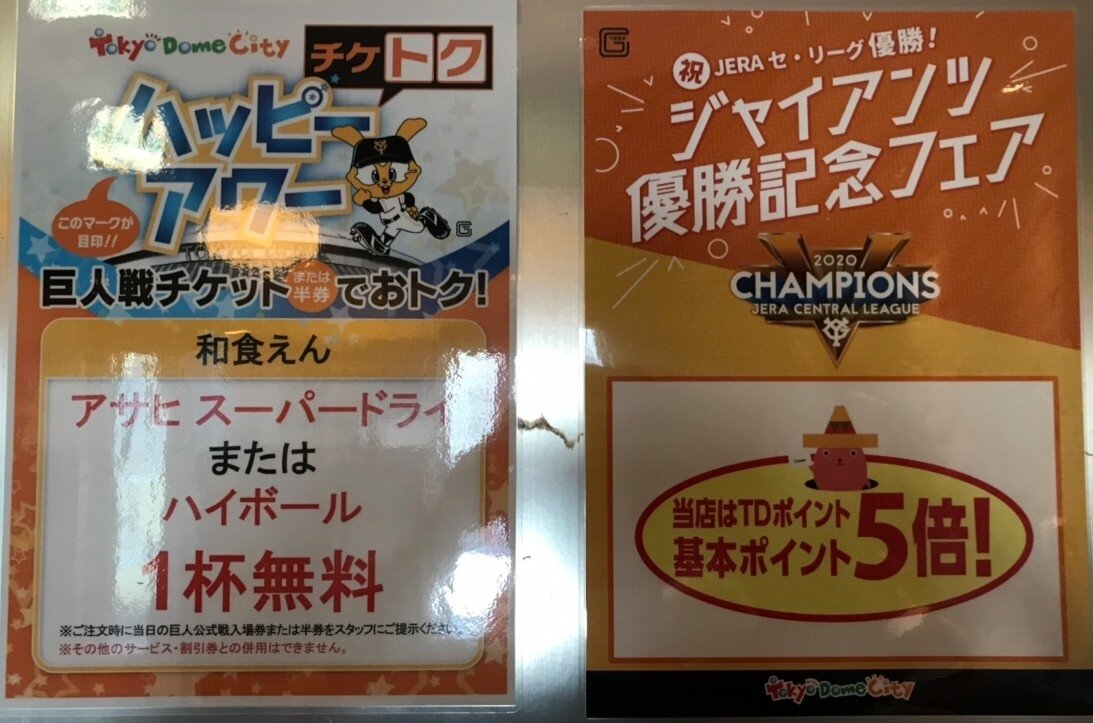 Tokyo Dome City
チケトク
ハッピー
アワー
このマークが
目印!!
G
巨人戦チケットまたは半券でおトク!
和食えん
アサヒ スーパードライ
または
ハイボール
1杯無料
※ご注文時に当日の巨人公式戦入場券または半券をスタッフにご提示ください。
※その他のサービス・割引券との併用はできません。
G
祝 JERA セ・リーグ優勝!
ジャイアンツ
優勝記念フェア
2020
CHAMPIONS
JERA CENTRAL LEAGUE
当店はTDポイント
基本ポイント5倍!
Tokyo Dome City